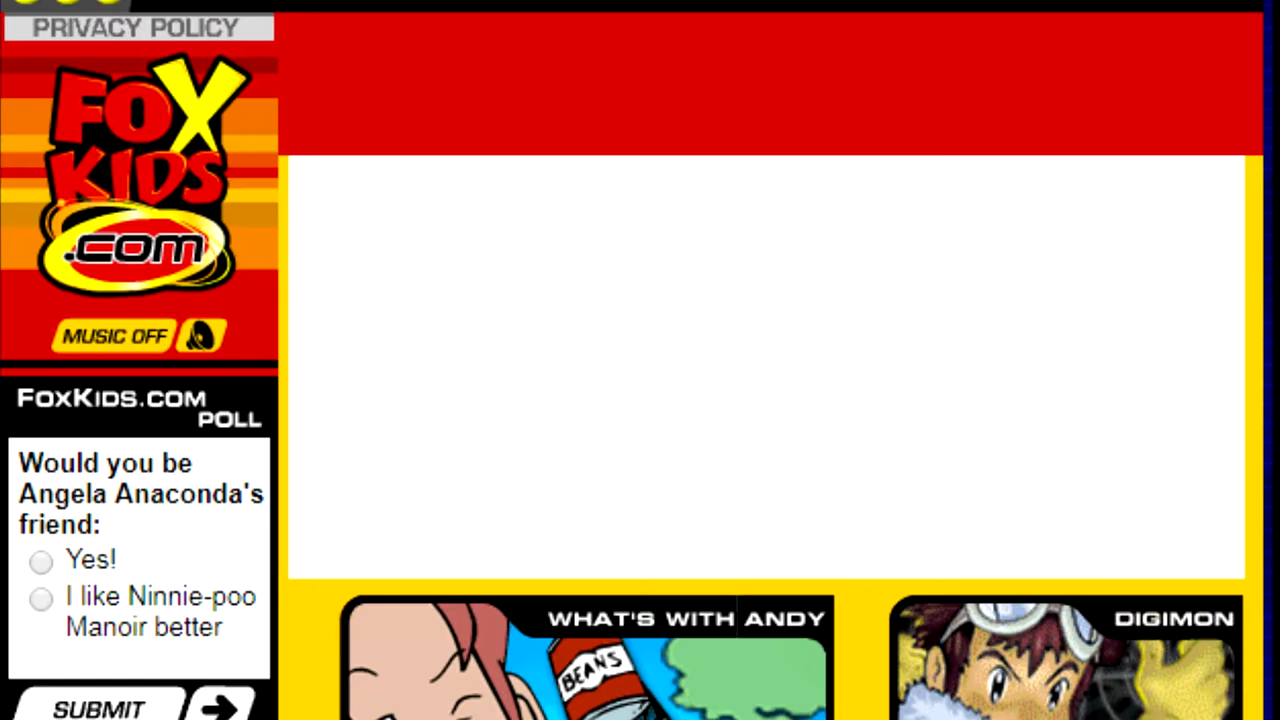 PRIVACY POLICY
FOX
KIDS
.COM
MUSIC OFF
FOXKIDS.COM
POLL
Would you be
Angela Anaconda's
friend:
Yes!
I like Ninnie-poo
Manoir better
SUBMIT
WHAT'S WITH ANDY
BEANS
DIGIMON